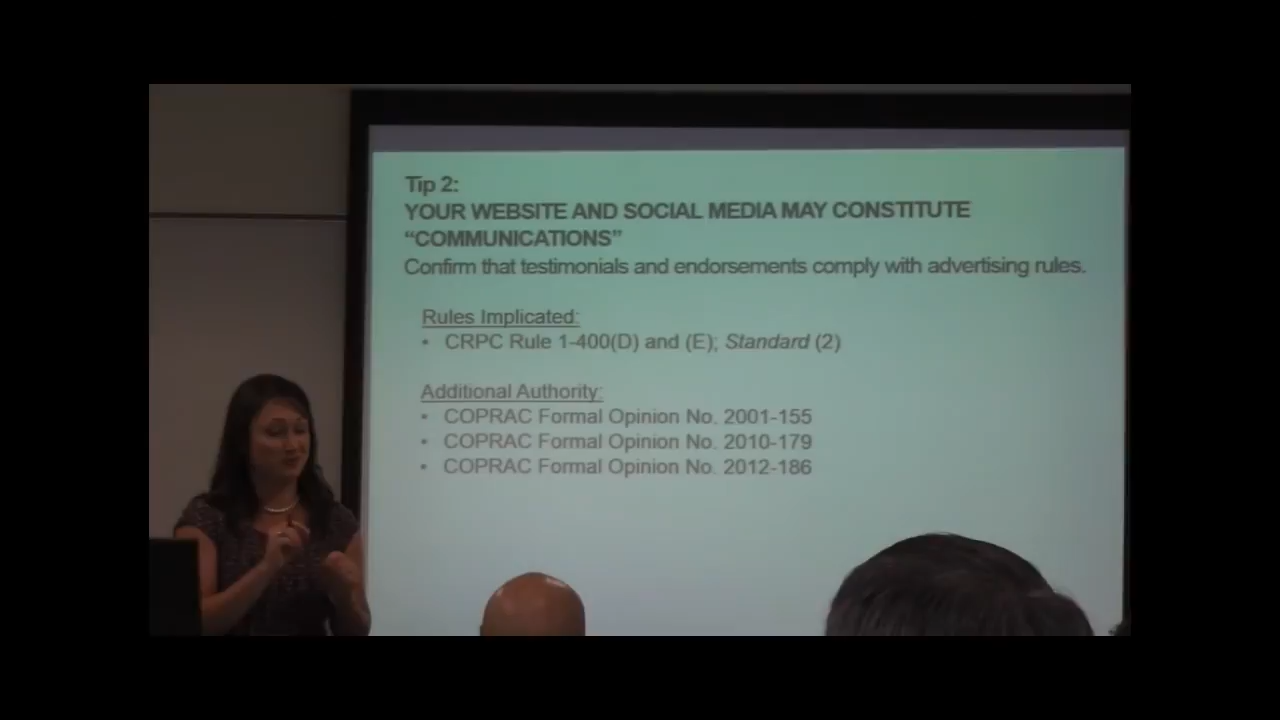 Tip 2:
YOUR WEBSITE AND SOCIAL MEDIA MAY CONSTITUTE
“COMMUNICATIONS”
Confirm that testimonials and endorsements comply with advertising rules.
Rules Implicated:
• CRPC Rule 1-400(D) and (E); Standard (2)
Additional Authority:
• COPRAC Formal Opinion No. 2001-155
• COPRAC Formal Opinion No. 2010-179
• COPRAC Formal Opinion No. 2012-186